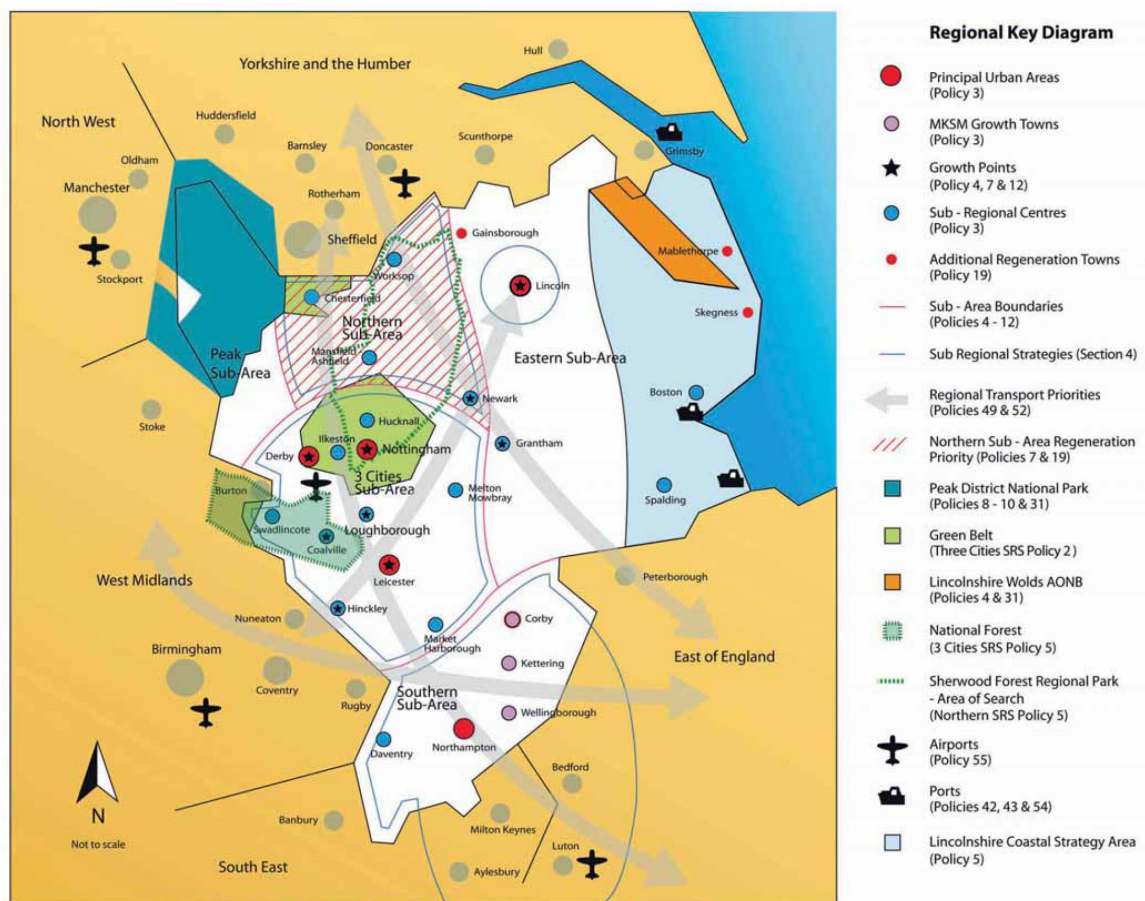 Yorkshire and the Humber
Hull
North West
Huddersfield
Barnsley
Doncaster
Scunthorpe
Grimsby
Oldham
Manchester
Rotherham
Sheffield
Stockport
Gainsborough
Worksop
Mablethorpe
Lincoln
Chesterfield
Skegness
Northern
Sub-Area
Eastern Sub-Area
Peak
Sub-Area
Mansfield
Ashfield
Boston
Newark
Stoke
Hucknall
Ilkeston
Grantham
Derby
Nottingham
3 Cities
Sub-Area
Burton
Melton
Mowbray
Spalding
Swadlincote
Loughborough
Coalville
Leicester
Peterborough
West Midlands
Hinckley
Nuneaton
Corby
Market
Harborough
Birmingham
East of England
Kettering
Coventry
Rugby
Southern
Sub-Area
Wellingborough
Northampton
Daventry
Bedford
N
Not to scale
Banbury
Milton Keynes
Luton
South East
Aylesbury
Regional Key Diagram
Principal Urban Areas
(Policy 3)
MKSM Growth Towns
(Policy 3)
Growth Points
(Policy 4, 7 & 12)
Sub - Regional Centres
(Policy 3)
Additional Regeneration Towns
(Policy 19)
Sub - Area Boundaries
(Policies 4 - 12)
Sub Regional Strategies (Section 4)
Regional Transport Priorities
(Policies 49 & 52)
Northern Sub - Area Regeneration
Priority (Policies 7 & 19)
Peak District National Park
(Policies 8 - 10 & 31)
Green Belt
(Three Cities SRS Policy 2 )
Lincolnshire Wolds AONB
(Policies 4 & 31)
National Forest
(3 Cities SRS Policy 5)
Sherwood Forest Regional Park
- Area of Search
(Northern SRS Policy 5)
Airports
(Policy 55)
Ports
(Policies 42, 43 & 54)
Lincolnshire Coastal Strategy Area
(Policy 5)